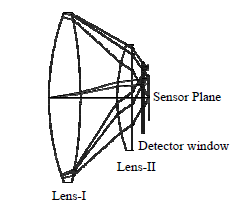 Sensor Plane
Detector window
Lens-II
Lens-I